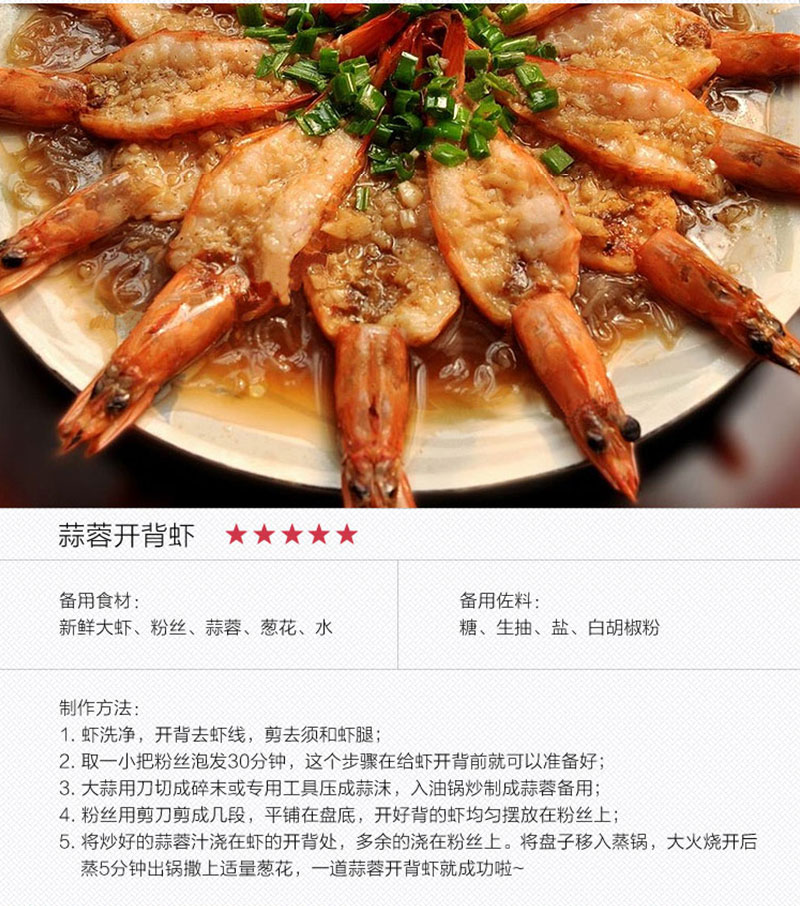 蒜蓉开背虾 ★★★★★
备用食材：
新鲜大虾、粉丝、蒜蓉、葱花、水
备用佐料：
糖、生抽、盐、白胡椒粉
制作方法：
1. 虾洗净，开背去虾线，剪去须和虾腿；
2. 取一小把粉丝泡发30分钟，这个步骤在给虾开背前就可以准备好；
3. 大蒜用刀切成碎末或专用工具压成蒜沫，入油锅炒制成蒜蓉备用；
4. 粉丝用剪刀剪成几段，平铺在盘底，开好背的虾均匀摆放在粉丝上；
5. 将炒好的蒜蓉汁浇在虾的开背处，多余的浇在粉丝上。将盘子移入蒸锅，大火烧开后
蒸5分钟出锅撒上适量葱花，一道蒜蓉开背虾就成功啦~